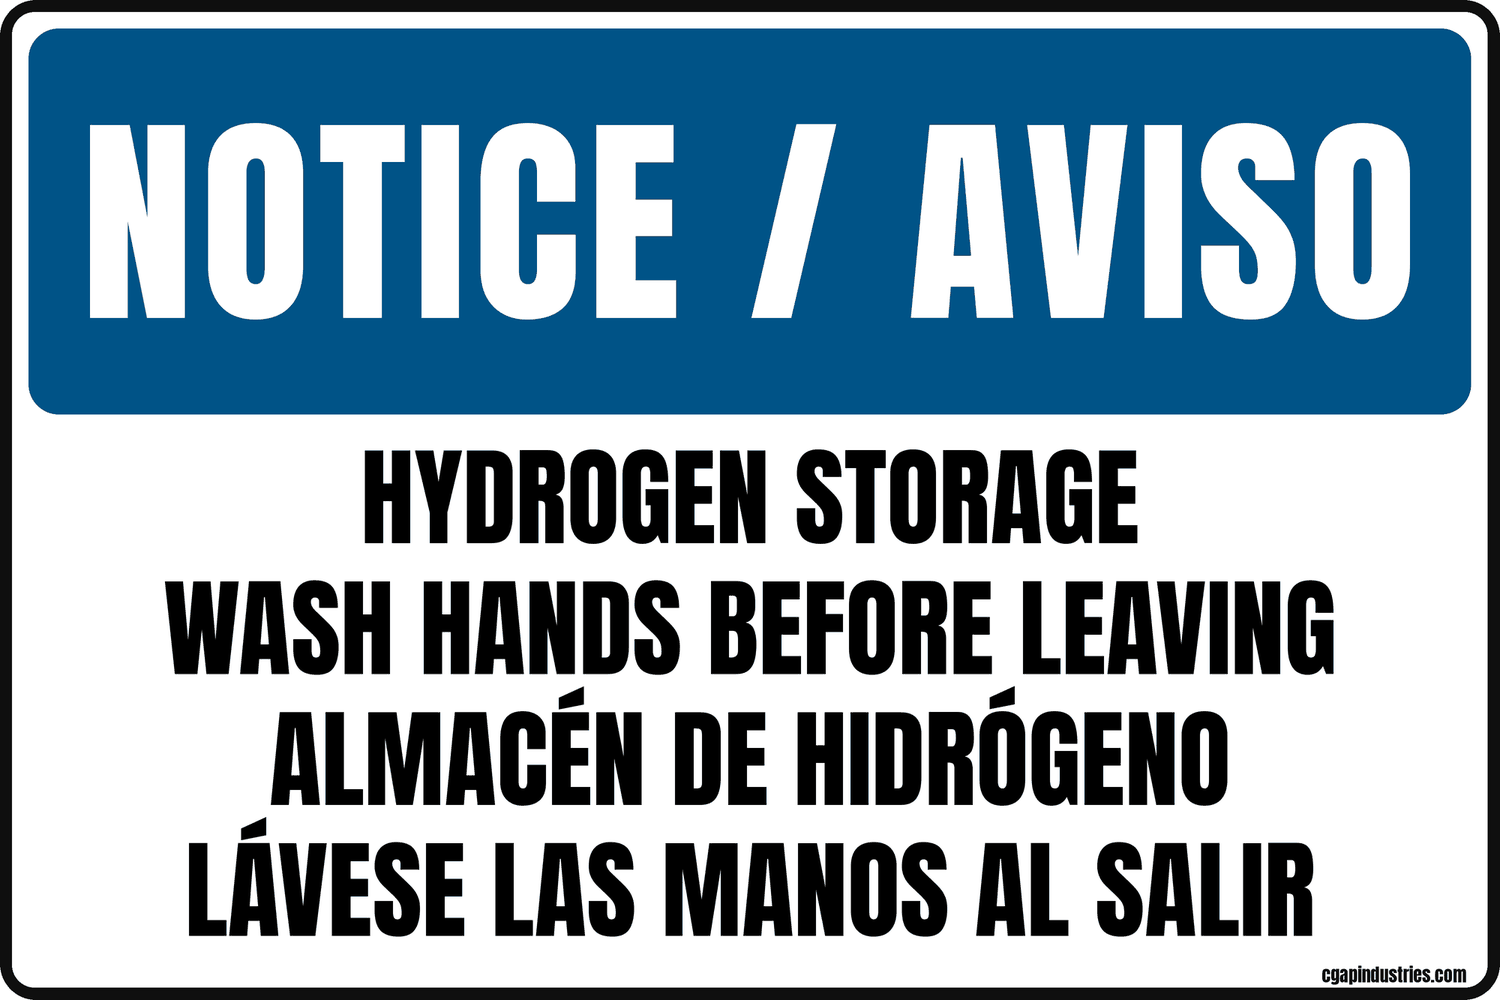 NOTICE / AVISO
HYDROGEN STORAGE
WASH HANDS BEFORE LEAVING
ALMACÉN DE HIDRÓGENO
LÁVESE LAS MANOS AL SALIR
cgapindustries.com